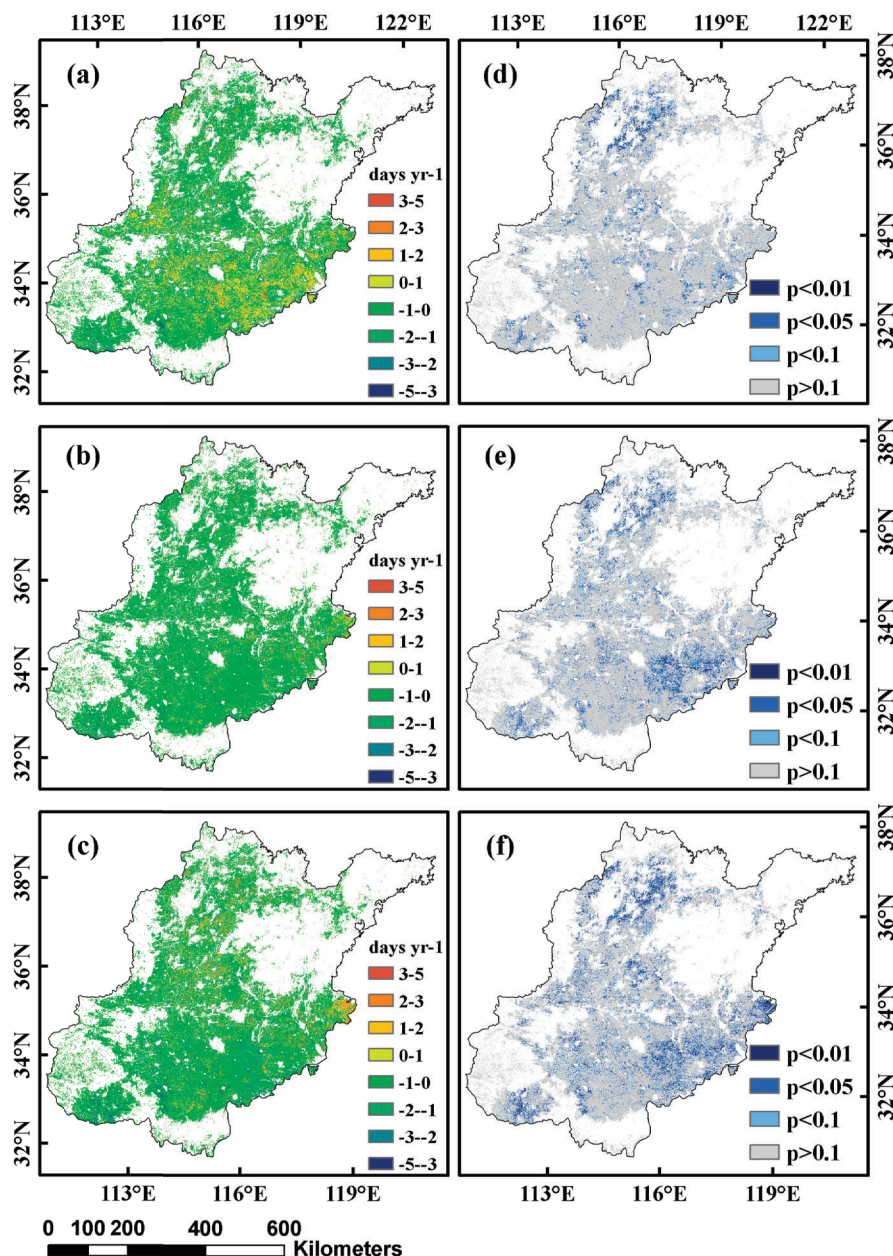 113°E 116°E 119°E 122°E 113°E 116°E 119°E 122°E
(a)
38°N
36°N
34°N
32°N
days yr-1
3-5
2-3
1-2
0-1
-1-0
-2--1
-3--2
-5--3
(d)
p<0.01
p<0.05
p<0.1
p>0.1
38°N
36°N
34°N
32°N
(b)
38°N
36°N
34°N
32°N
days yr-1
3-5
2-3
1-2
0-1
-1-0
-2--1
-3--2
-5--3
(e)
p<0.01
p<0.05
p<0.1
p>0.1
38°N
36°N
34°N
32°N
(c)
38°N
36°N
34°N
32°N
days yr-1
3-5
2-3
1-2
0-1
-1-0
-2--1
-3--2
-5--3
(f)
p<0.01
p<0.05
p<0.1
p>0.1
38°N
36°N
34°N
32°N
113°E 116°E 119°E 113°E 116°E 119°E
0 100 200 400 600
Kilometers